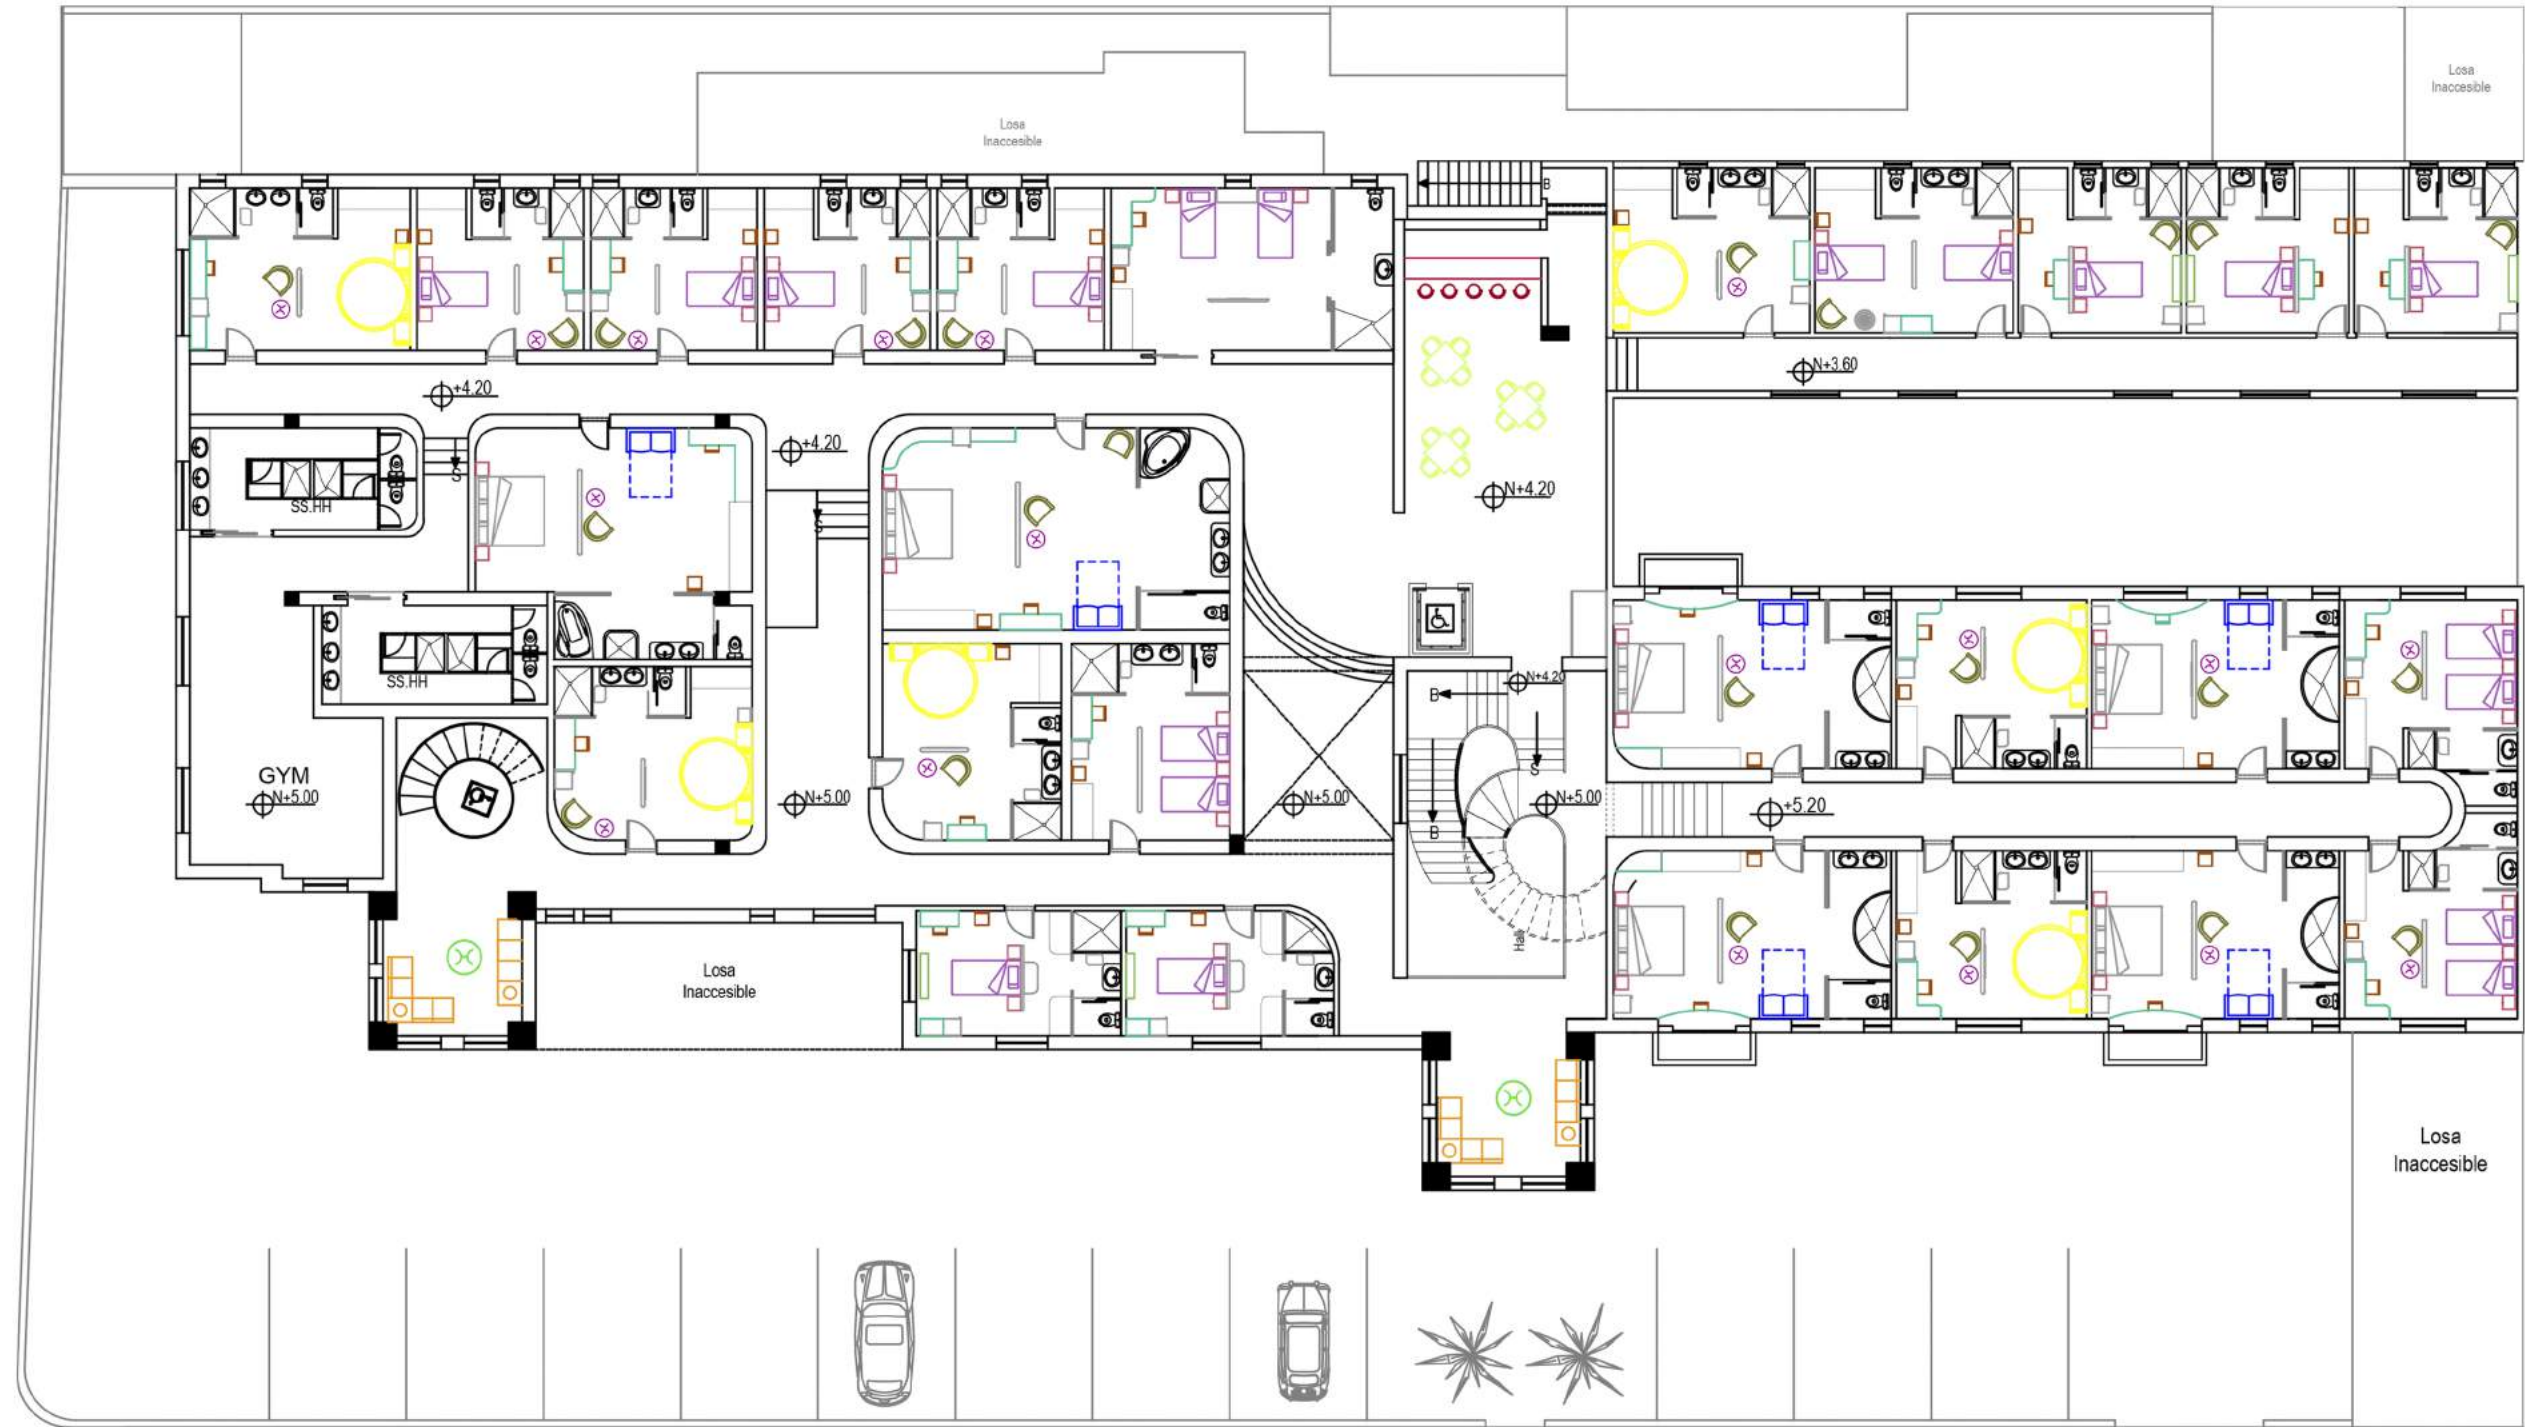 Losa
Inaccesible
Losa
Inaccesible
B
N+3.60
+4.20
+4.20
S
N+4.20
S
SS.HH
SS.HH
N+4.20
B
S
GYM
N+5.00
N+5.00
N+5.00
N+5.00
+5.20
B
Hall
Losa
Inaccesible
Losa
Inaccesible